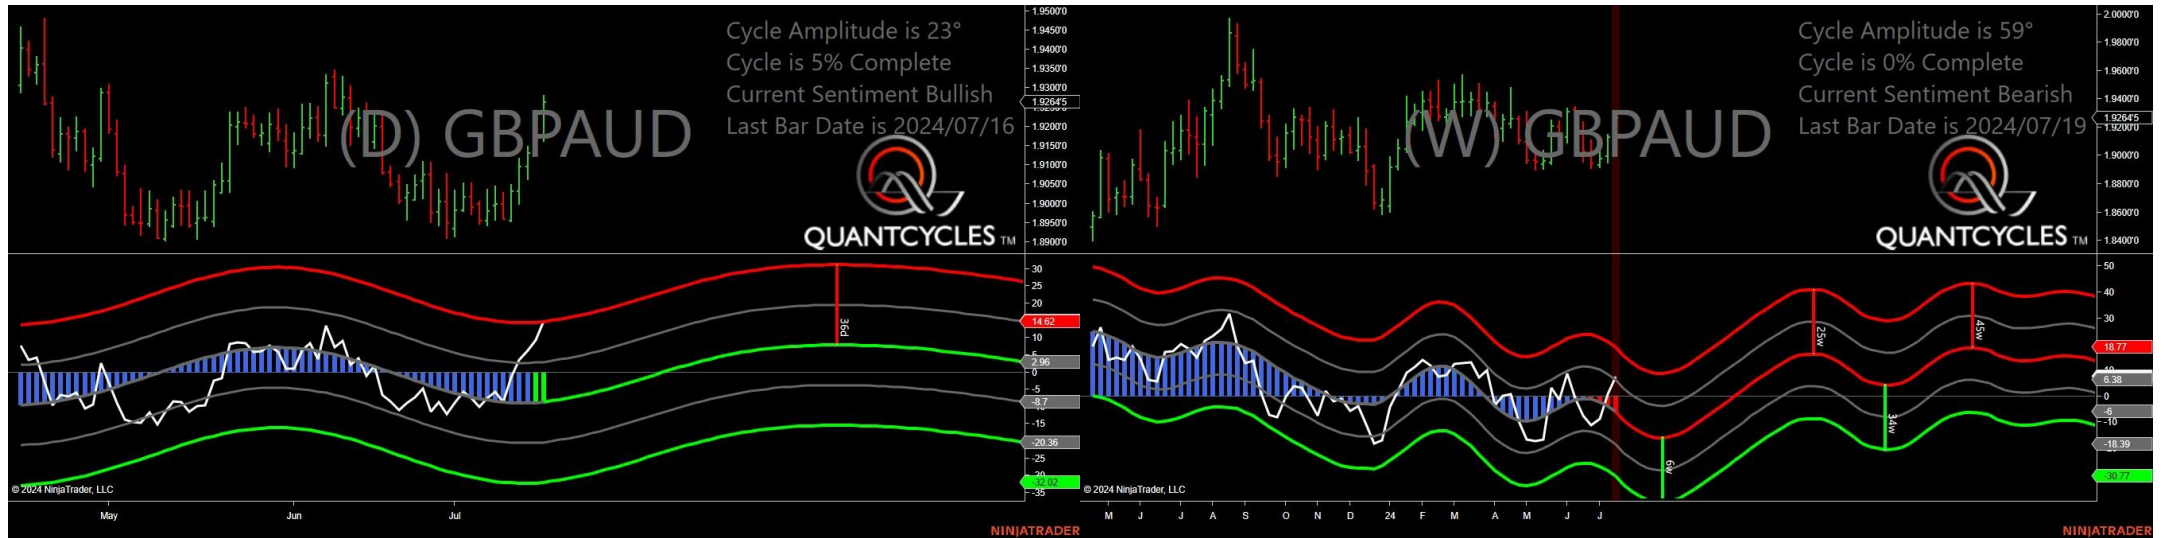 Cycle Amplitude is 23°
Cycle is 5% Complete
Current Sentiment Bullish
Last Bar Date is 2024/07/16
(D) GBPAUD
QUANTCYCLES TM
1.9500'0
1.9450'0
1.9400'0
1.9350'0
1.9300'0
1.9264'5
1.9200'0
1.9150'0
1.9100'0
1.9050'0
1.9000'0
1.8950'0
1.8900'0
30
25
20
14.62
10
5
2.96
0
-5
-8.7
-15
-20.36
-25
-32.02
-35
36d
© 2024 NinjaTrader, LLC
May Jun Jul
NINJATRADER
Cycle Amplitude is 59°
Cycle is 0% Complete
Current Sentiment Bearish
Last Bar Date is 2024/07/19
(W) GBPAUD
QUANTCYCLES TM
2.0000'0
1.9800'0
1.9600'0
1.9400'0
1.9264'5
1.9200'0
1.9000'0
1.8800'0
1.8600'0
1.8400'0
50
40
30
18.77
6.38
0
-6
-10
-18.39
-30.77
25w
45w
34w
6w
© 2024 NinjaTrader, LLC
M J J A S O N D 24 F M A M J J
NINJATRADER